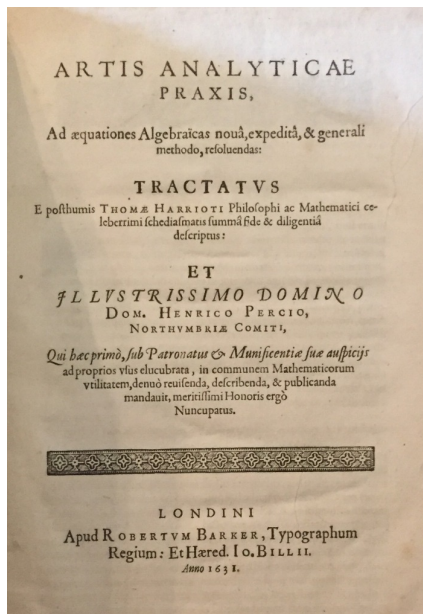 ARTIS ANALYTICAE
PRAXIS,
Ad æquationes Algebraïcas nouâ, expeditâ, & generali
methodo, resoluendas:
TRACTATVS
E posthumis THOMÆ HARRIOTI Philosophi ac Mathematici ce-
leberrimi schediasmatis summâ fide & diligentiâ
descriptus:
ET
ILLVSTRISSIMO DOMINO
DOM. HENRICO PERCIO,
NORTHVMBRIÆ COMITI,
Qui hæc primò, sub Patronatus & Munificentiæ suæ auspicijs
ad proprios vsus elucubrata, in communem Mathematicorum
vtilitatem, denuò reuisenda, describenda, & publicanda
mandauit, meritissimi Honoris ergò
Nuncupatus.
LONDINI
Apud ROBERTVM BARKER, Typographum
Regium: Et Hæred. IO. BILLII.
Anno 1631.